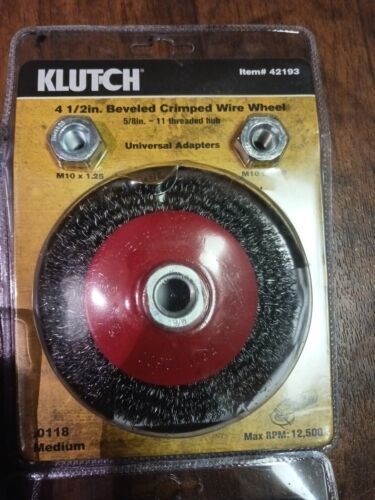 KLUTCH®
Item# 42193
4 1/2in. Beveled Crimped Wire Wheel
5/8in. - 11 threaded hub
Universal Adapters
M10 x 1.25
M10
0118
Medium
Max RPM: 12,500